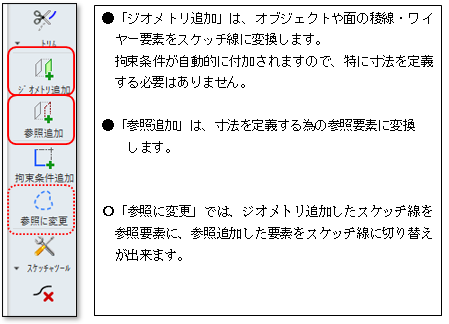 トリム
ジオメトリ追加
参照追加
拘束条件追加
参照に変更
スケッチャツール
●「ジオメトリ追加」は、オブジェクトや面の稜線・ワイ
ヤー要素をスケッチ線に変換します。
拘束条件が自動的に付加されますので、特に寸法を定義
する必要はありません。
●「参照追加」は、寸法を定義する為の参照要素に変換
します。
○「参照に変更」では、ジオメトリ追加したスケッチ線を
参照要素に、参照追加した要素をスケッチ線に切り替え
が出来ます。